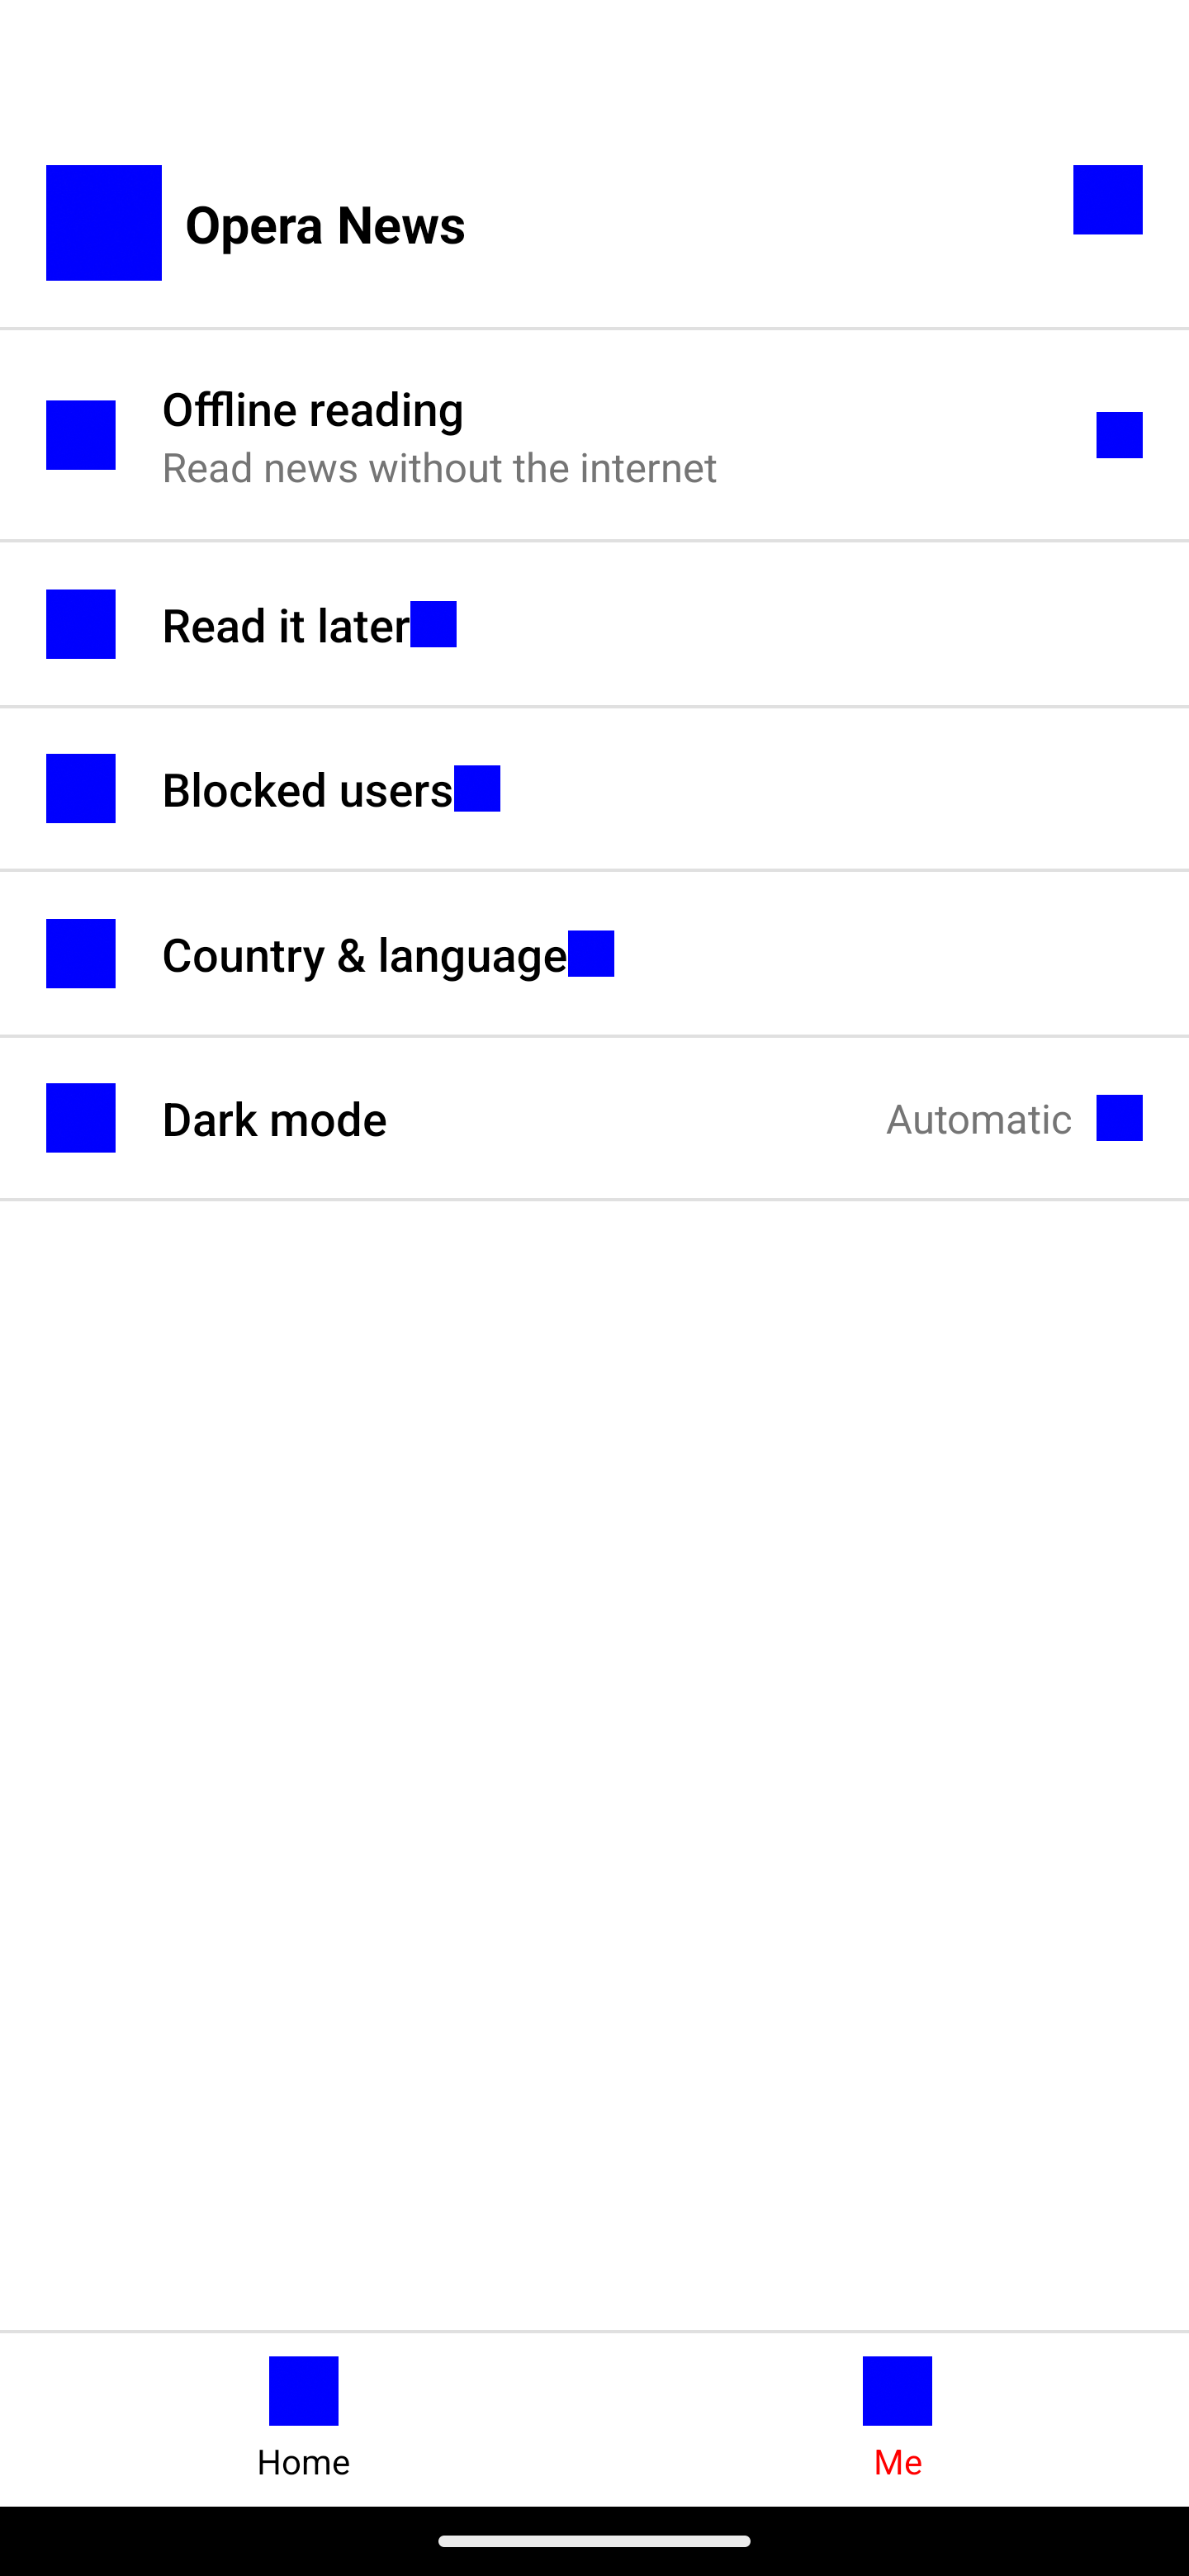 Opera News
Offline reading
Read news without the internet
Read it later
Blocked users
Country & language
Dark mode
Automatic
Home
Me